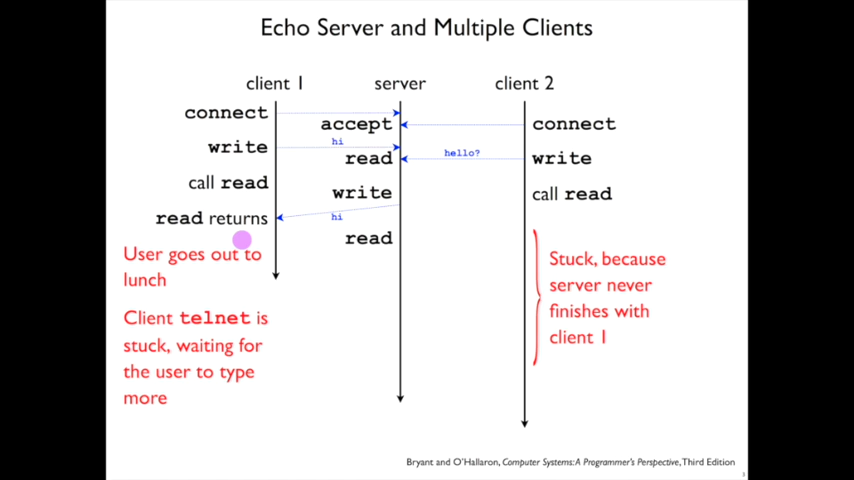 Echo Server and Multiple Clients
client 1
server
client 2
connect
accept
connect
write
hi
read
hello?
write
call read
write
call read
read returns
hi
read
User goes out to
lunch
Client telnet is
stuck, waiting for
the user to type
more
Stuck, because
server never
finishes with
client 1
Bryant and O'Hallaron, Computer Systems: A Programmer's Perspective, Third Edition